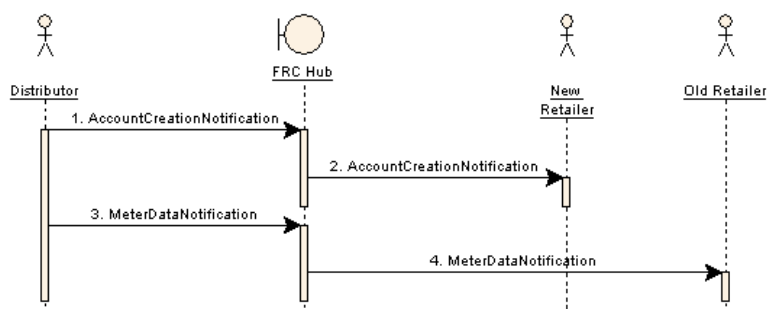 FRC Hub
Distributor
New
Retailer
Old Retailer
1. AccountCreationNotification
2. AccountCreationNotification
3. MeterDataNotification
4. MeterDataNotification